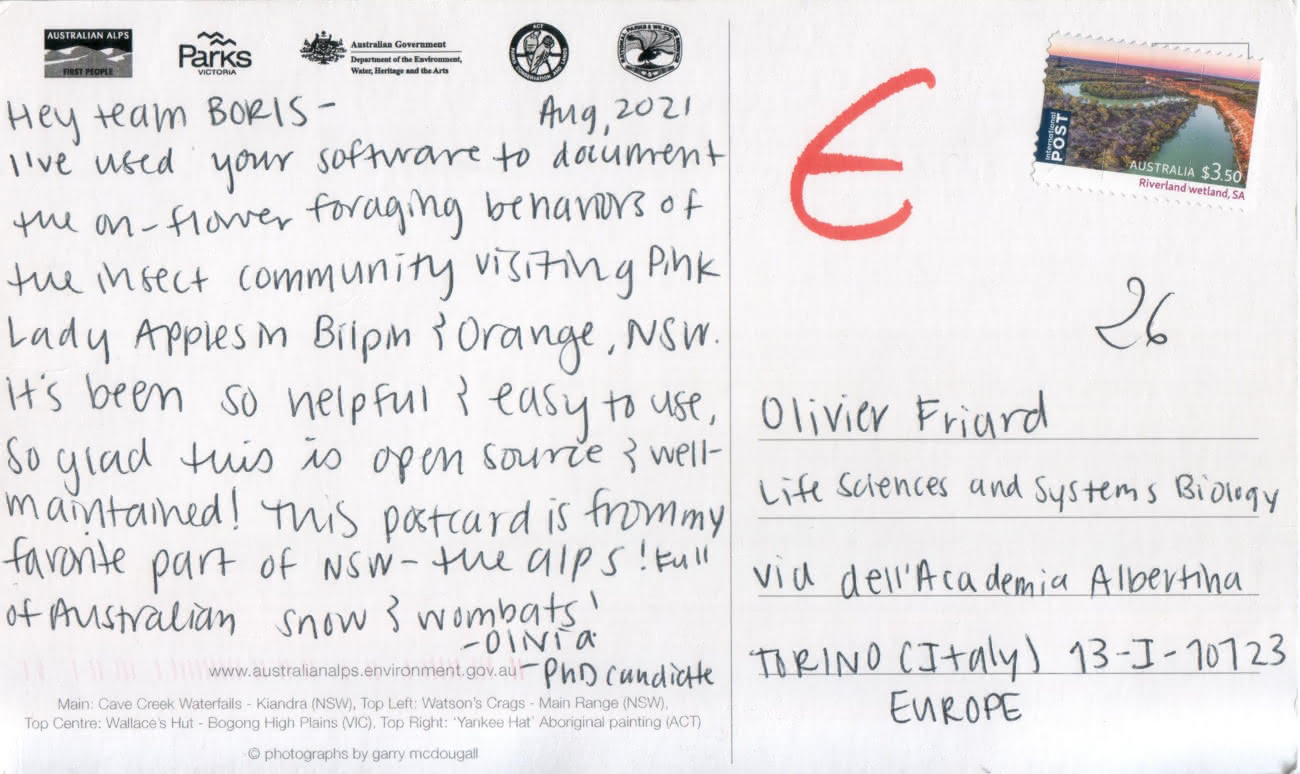 AUSTRALIAN ALPS
FIRST PEOPLE
Parks
VICTORIA
Australian Government
Department of the Environment,
Water, Heritage and the Arts
ACT
Hey team BORIS – Aug, 2021
I've used your software to document
the on-flower foraging behaviors of
the insect community visiting Pink
Lady Apples in Bilpin & Orange, NSW.
It's been so helpful & easy to use,
So glad this is open source & well-
maintained! This postcard is from my
favorite part of NSW – the alps! Full
of Australian snow & wombats!
- Olivia
- PhD candidate
www.australianalps.environment.gov.au
Main: Cave Creek Waterfalls - Kiandra (NSW), Top Left: Watson's Crags - Main Range (NSW),
Top Centre: Wallace's Hut - Bogong High Plains (VIC), Top Right: 'Yankee Hat' Aboriginal painting (ACT)
© photographs by garry mcdougall
E
International
POST
AUSTRALIA $3.50
Riverland wetland, SA
26
Olivier Friard
Life Sciences and Systems Biology
via dell'Academia Albertina
TORINO (Italy) 13-I-10123
EUROPE